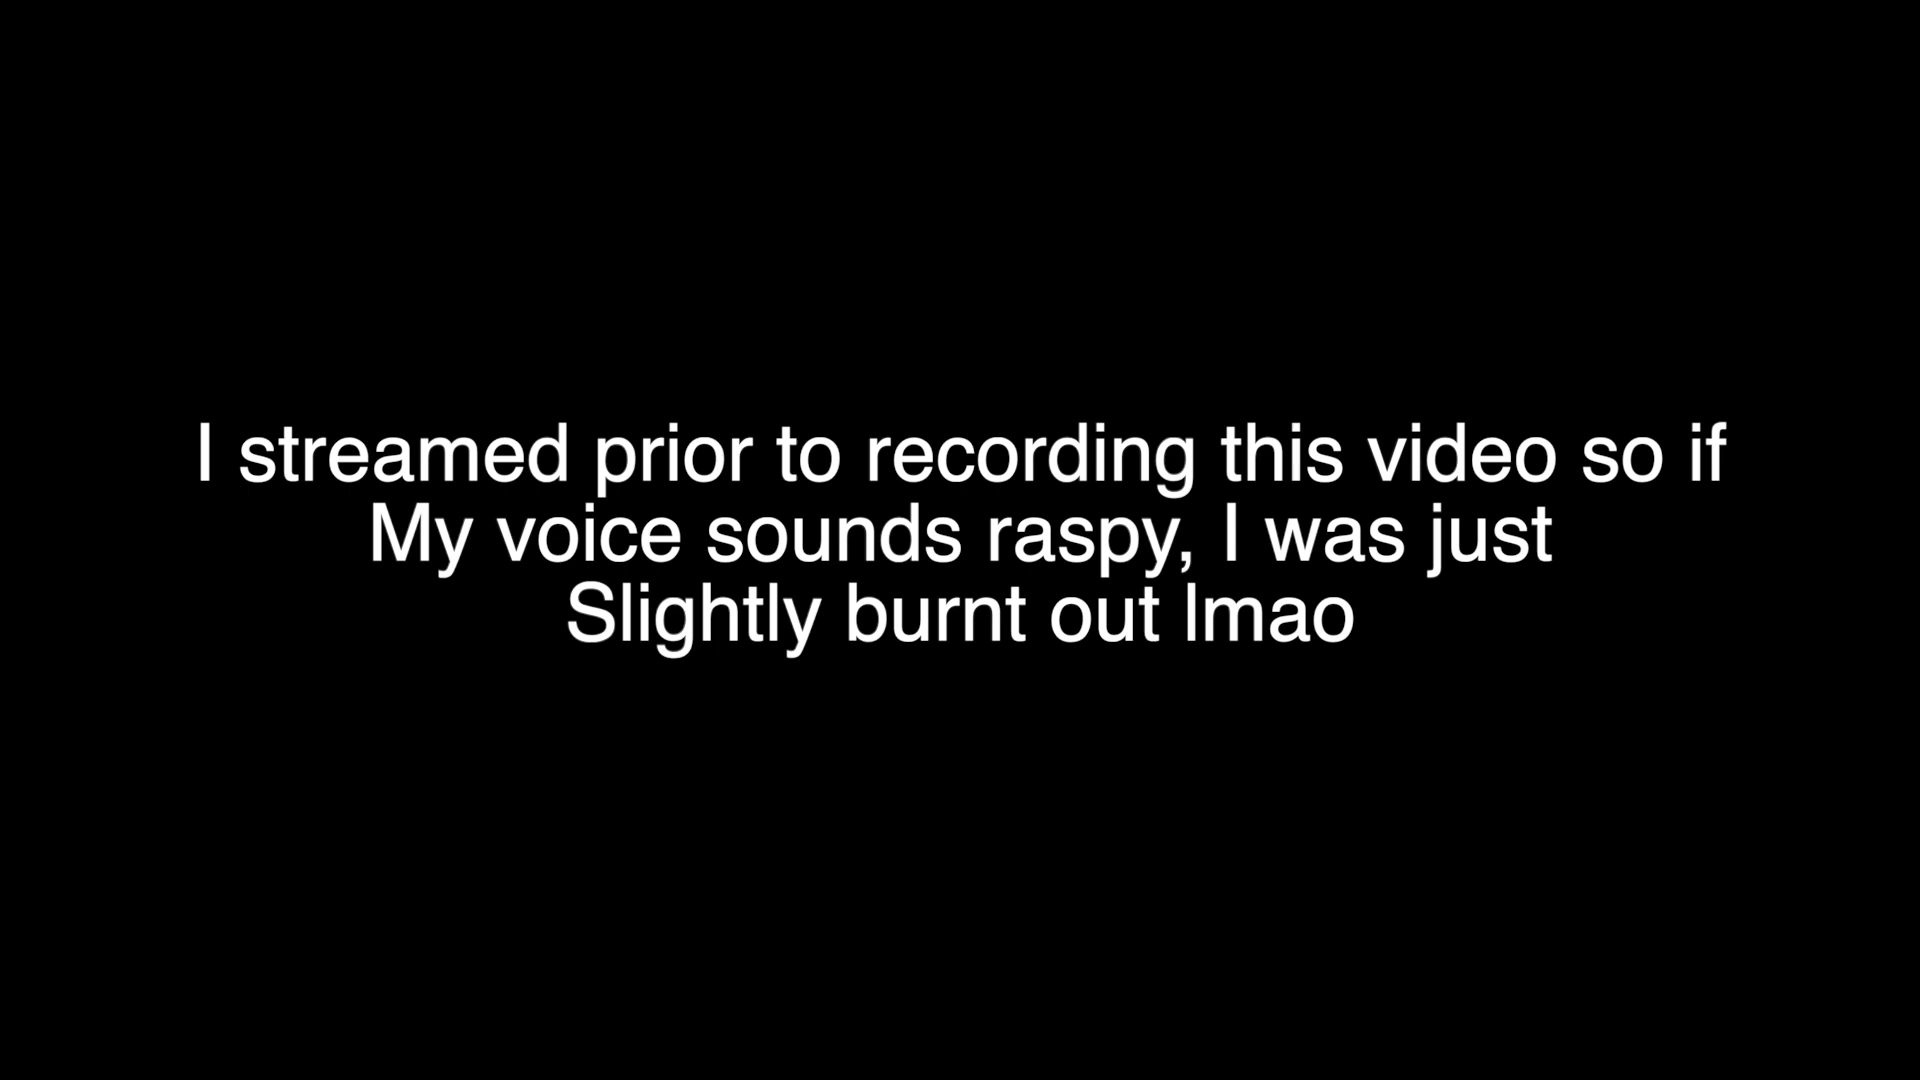 I streamed prior to recording this video so if
My voice sounds raspy, I was just
Slightly burnt out lmao